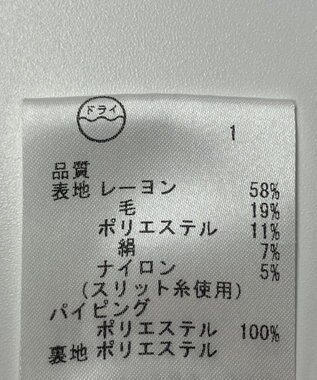 ドライ
1
品質
表地 レーヨン 58%
毛 19%
ポリエステル 11%
絹 7%
ナイロン 5%
(スリット糸使用)
パイピング
ポリエステル 100%
裏地 ポリエステル